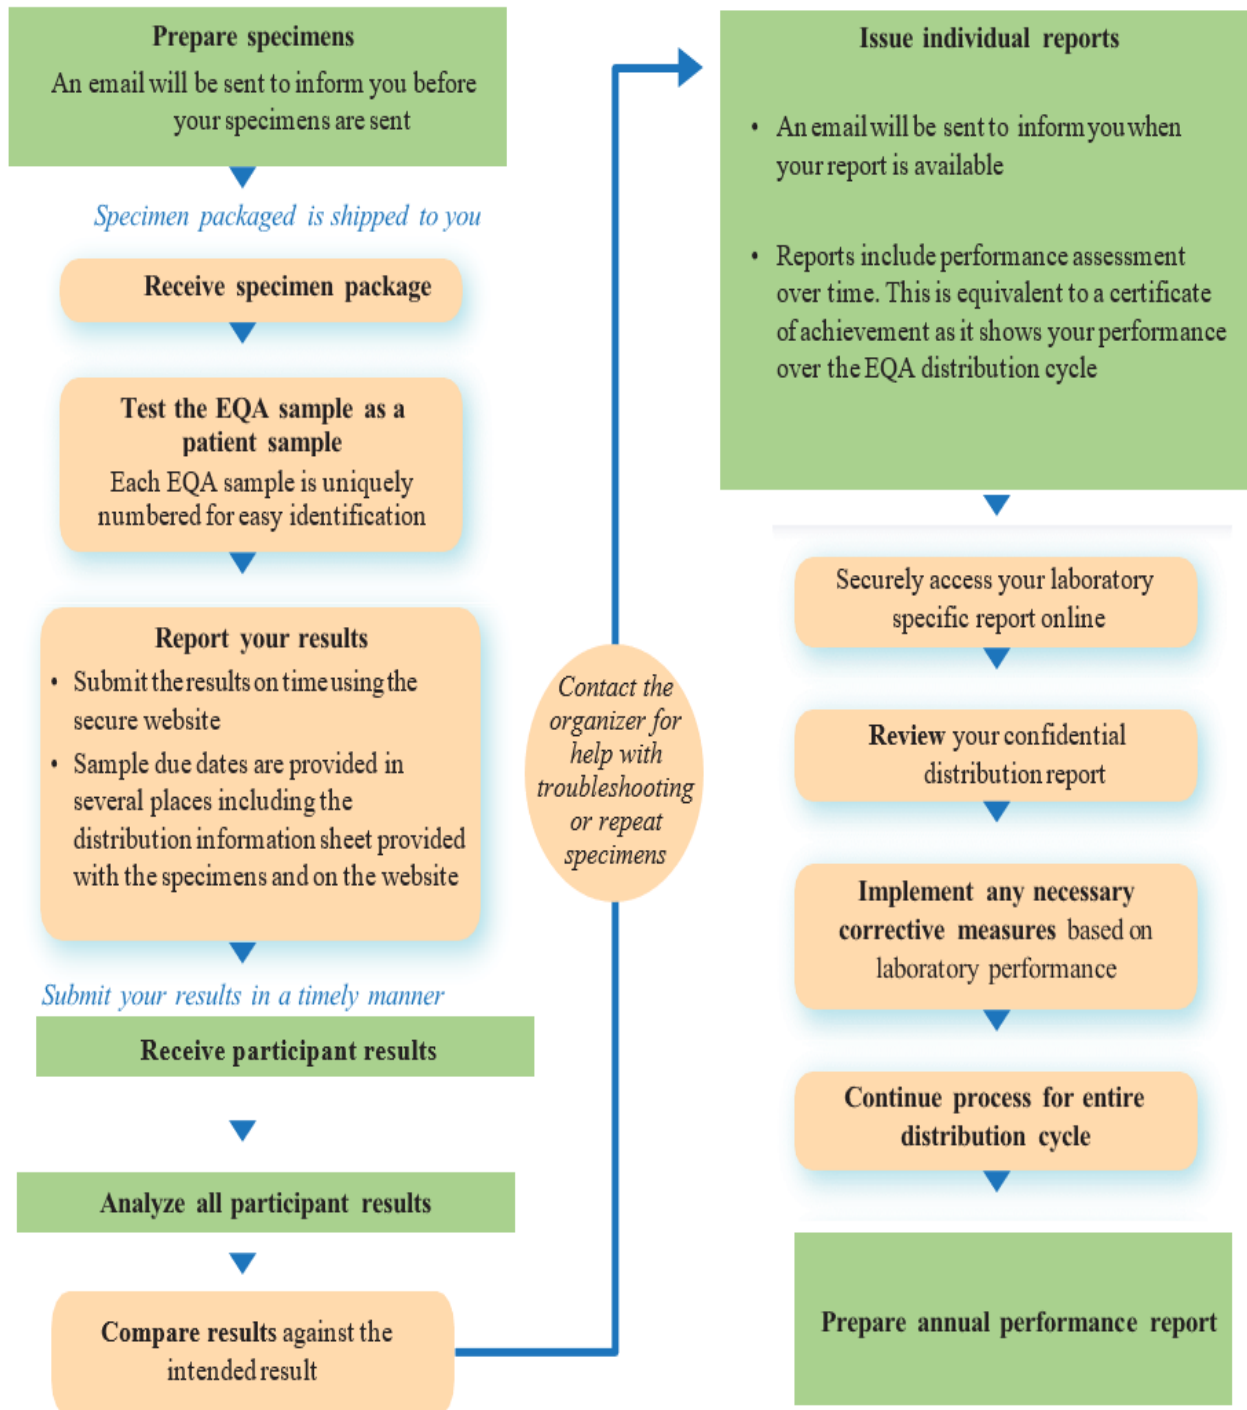 Prepare specimens
An email will be sent to inform you before
your specimens are sent
Specimen packaged is shipped to you
Receive specimen package
Test the EQA sample as a
patient sample
Each EQA sample is uniquely
numbered for easy identification
Report your results
• Submit the results on time using the
secure website
• Sample due dates are provided in
several places including the
distribution information sheet provided
with the specimens and on the website
Submit your results in a timely manner
Receive participant results
Analyze all participant results
Compare results against the
intended result
Contact the
organizer for
help with
troubleshooting
or repeat
specimens
Issue individual reports
• An email will be sent to inform you when
your report is available
• Reports include performance assessment
over time. This is equivalent to a certificate
of achievement as it shows your performance
over the EQA distribution cycle
Securely access your laboratory
specific report online
Review your confidential
distribution report
Implement any necessary
corrective measures based on
laboratory performance
Continue process for entire
distribution cycle
Prepare annual performance report